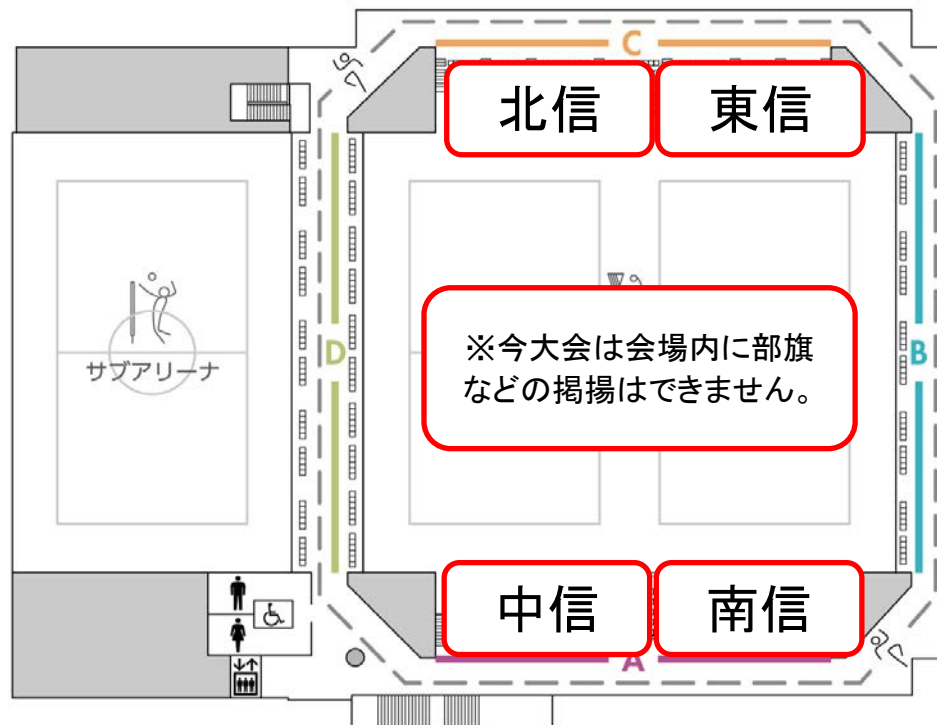 C
北信
東信
※今大会は会場内に部旗
などの掲揚はできません。
サブアリーナ
D
B
中信
南信
A